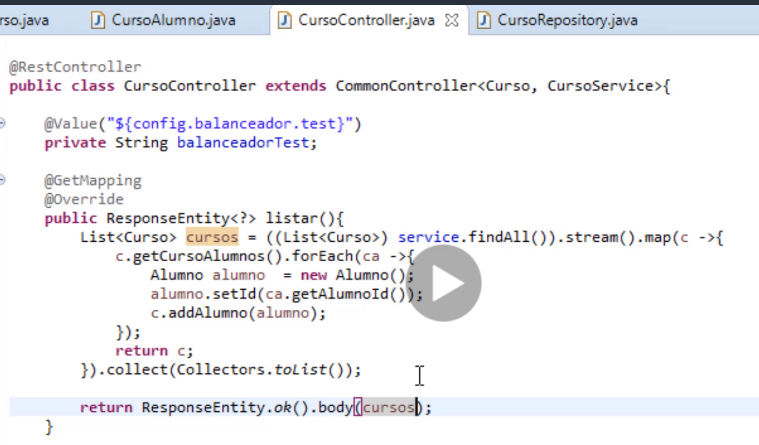 rso.java CursoAlumno.java CursoController.java CursoRepository.java
@RestController
public class CursoController extends CommonController<Curso, CursoService>{
@Value("${config.balanceador.test}")
private String balanceadorTest;
@GetMapping
@Override
public ResponseEntity<?> listar(){
List<Curso> cursos = ((List<Curso>) service.findAll()).stream().map(c ->{
c.getCursoAlumnos().forEach(ca ->{
Alumno alumno  = new Alumno();
alumno.setId(ca.getAlumnoId());
c.addAlumno(alumno);
});
return c;
}).collect(Collectors.toList());
return ResponseEntity.ok().body(cursos);
}